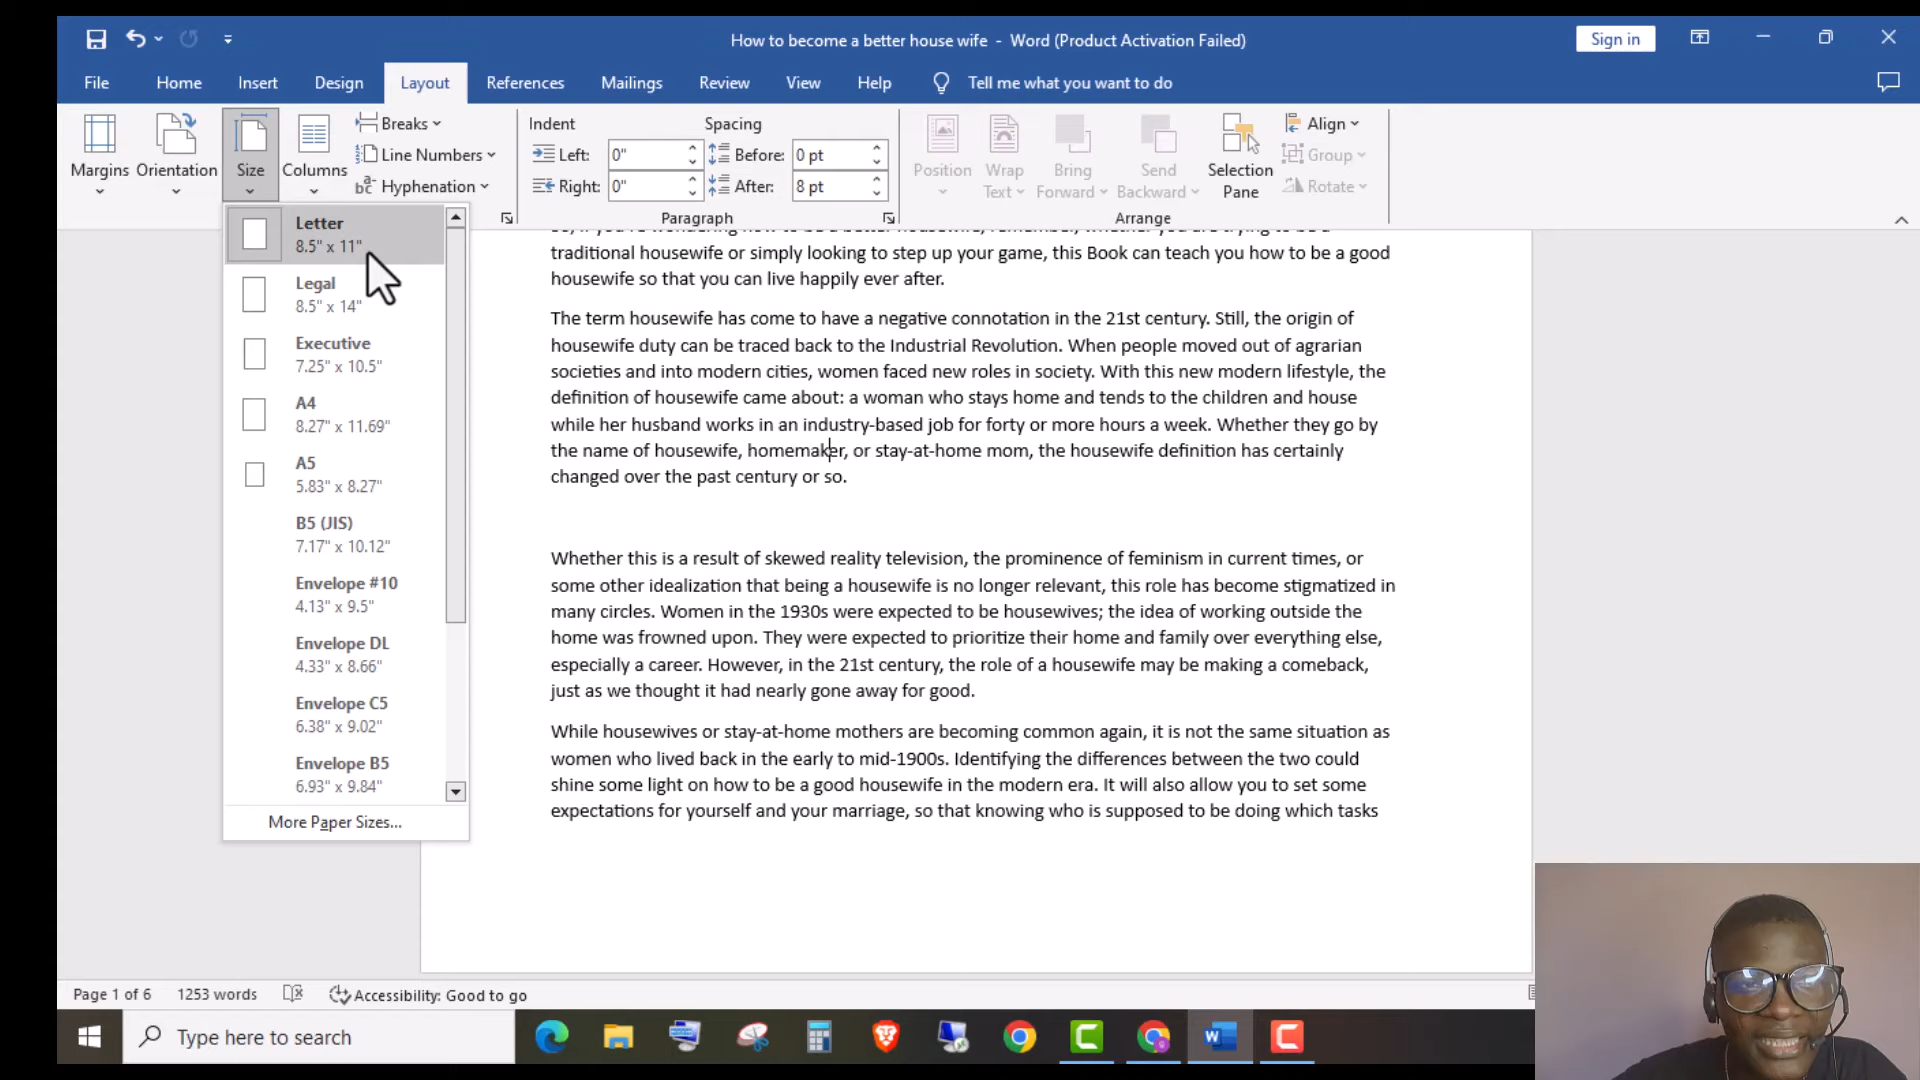 How to become a better house wife - Word (Product Activation Failed)
Sign in
File
Home
Insert
Design
Layout
References
Mailings
Review
View
Help
Tell me what you want to do
Margins
Orientation
Size
Columns
Breaks
Line Numbers
Hyphenation
Indent
Left: 0"
Right: 0"
Spacing
Before: 0 pt
After: 8 pt
Paragraph
Position
Wrap
Text
Bring
Forward
Send
Backward
Selection
Pane
Align
Group
Rotate
Arrange
Letter
8.5" x 11"
Legal
8.5" x 14"
Executive
7.25" x 10.5"
A4
8.27" x 11.69"
A5
5.83" x 8.27"
B5 (JIS)
7.17" x 10.12"
Envelope #10
4.13" x 9.5"
Envelope DL
4.33" x 8.66"
Envelope C5
6.38" x 9.02"
Envelope B5
6.93" x 9.84"
More Paper Sizes...
traditional housewife or simply looking to step up your game, this Book can teach you how to be a good
housewife so that you can live happily ever after.
The term housewife has come to have a negative connotation in the 21st century. Still, the origin of
housewife duty can be traced back to the Industrial Revolution. When people moved out of agrarian
societies and into modern cities, women faced new roles in society. With this new modern lifestyle, the
definition of housewife came about: a woman who stays home and tends to the children and house
while her husband works in an industry-based job for forty or more hours a week. Whether they go by
the name of housewife, homemaker, or stay-at-home mom, the housewife definition has certainly
changed over the past century or so.
Whether this is a result of skewed reality television, the prominence of feminism in current times, or
some other idealization that being a housewife is no longer relevant, this role has become stigmatized in
many circles. Women in the 1930s were expected to be housewives; the idea of working outside the
home was frowned upon. They were expected to prioritize their home and family over everything else,
especially a career. However, in the 21st century, the role of a housewife may be making a comeback,
just as we thought it had nearly gone away for good.
While housewives or stay-at-home mothers are becoming common again, it is not the same situation as
women who lived back in the early to mid-1900s. Identifying the differences between the two could
shine some light on how to be a good housewife in the modern era. It will also allow you to set some
expectations for yourself and your marriage, so that knowing who is supposed to be doing which tasks
Page 1 of 6
1253 words
Accessibility: Good to go
Type here to search